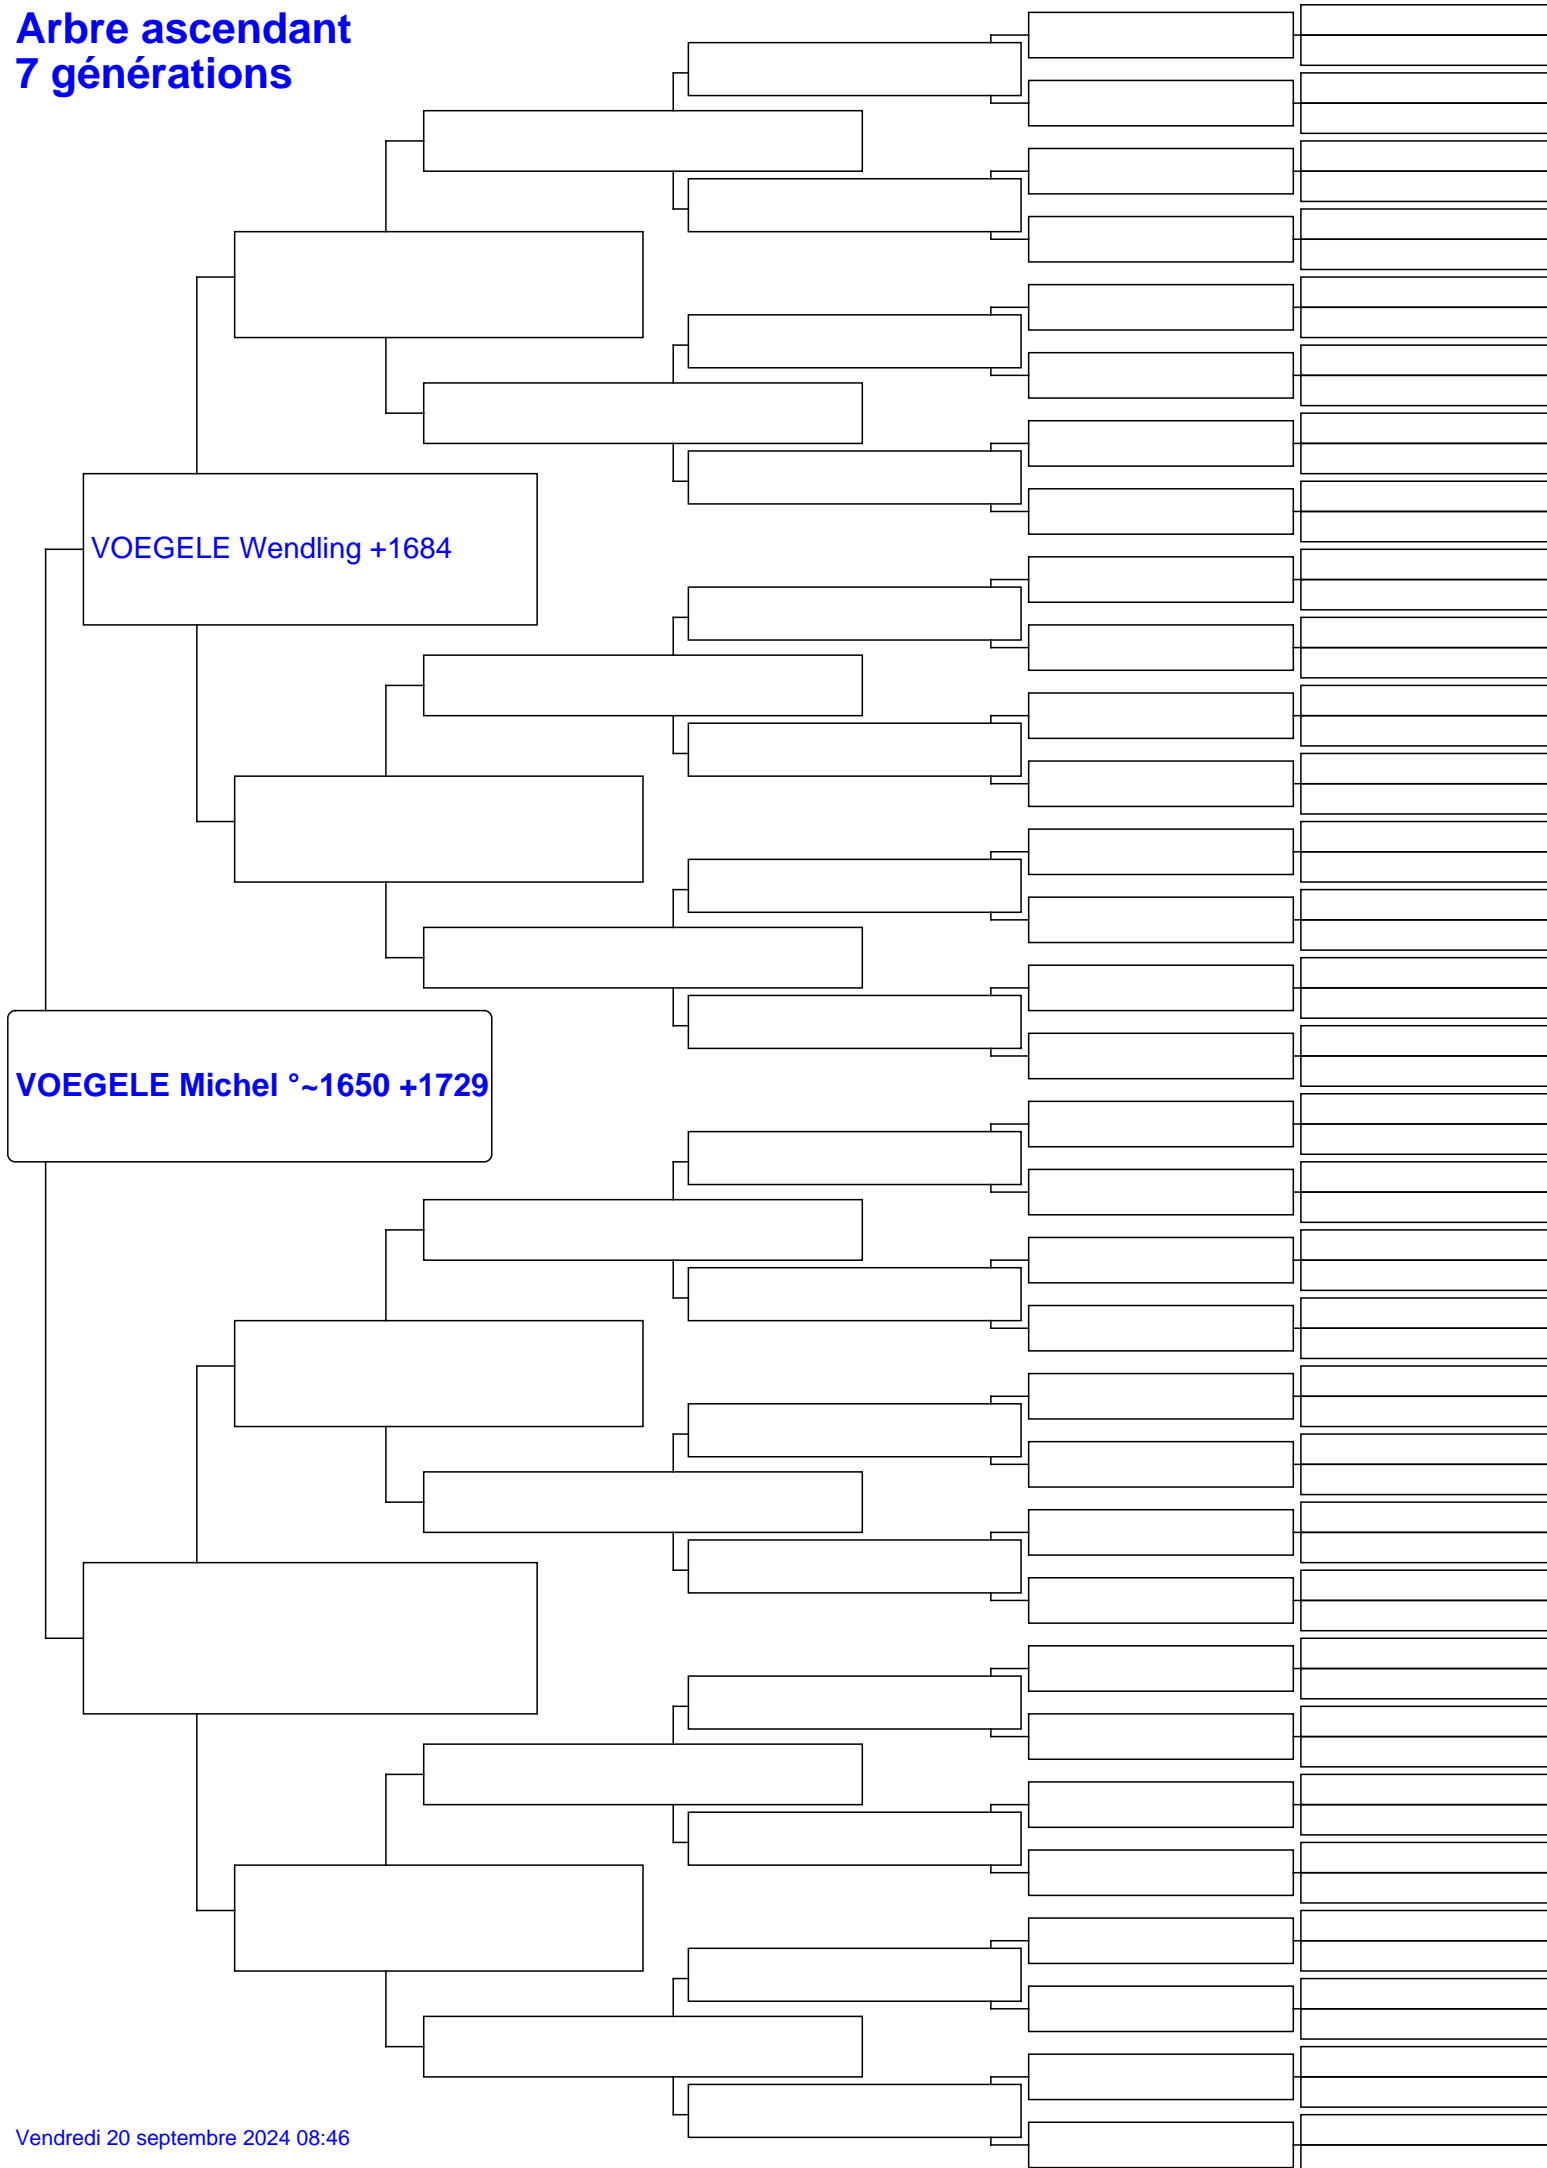 Arbre ascendant
7 générations
VOEGELE Wendling +1684
VOEGELE Michel °~1650 +1729
Vendredi 20 septembre 2024 08:46